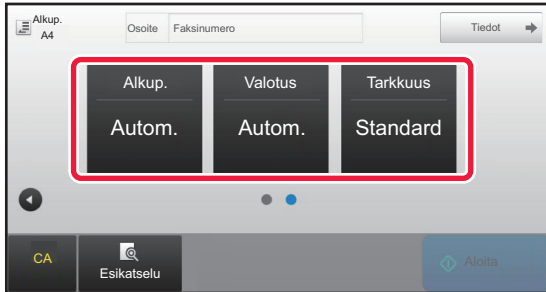 Alkup.
A4
Osoite Faksinumero
Tiedot
Alkup. Valotus Tarkkuus
Autom. Autom. Standard
CA
Esikatselu
Aloita